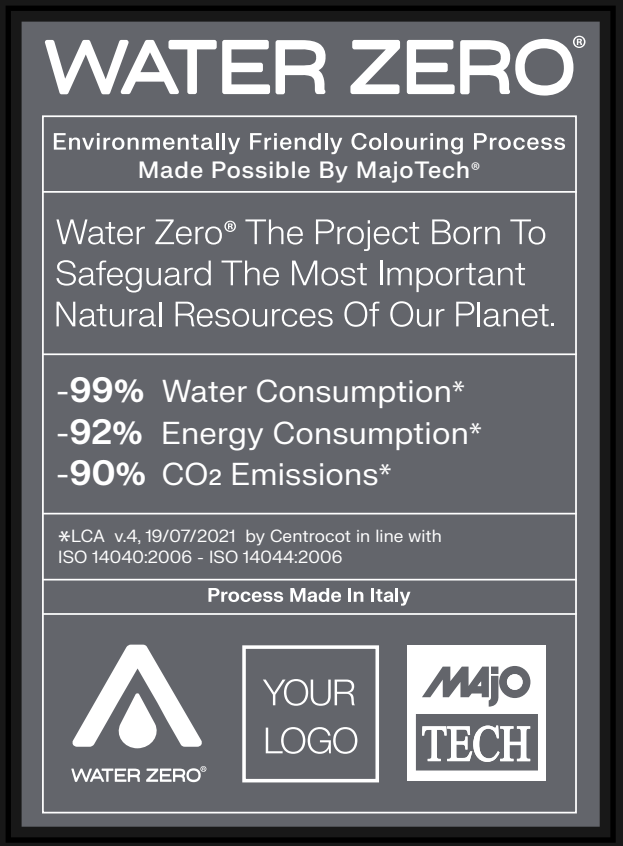 WATER ZERO®
Environmentally Friendly Colouring Process
Made Possible By MajoTech®
Water Zero® The Project Born To
Safeguard The Most Important
Natural Resources Of Our Planet.
-99% Water Consumption*
-92% Energy Consumption*
-90% CO2 Emissions*
*LCA v.4, 19/07/2021 by Centrocot in line with
ISO 14040:2006 - ISO 14044:2006
Process Made In Italy
WATER ZERO®
YOUR
LOGO
MAjO
TECH